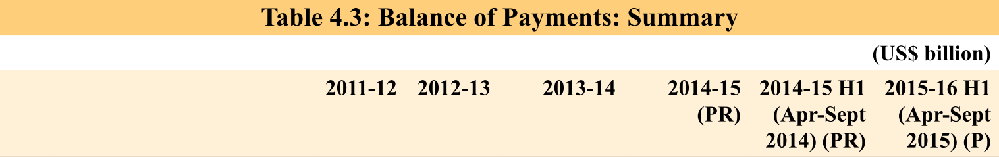 Table 4.3: Balance of Payments: Summary
(US$ billion)
2011-12 2012-13 2013-14 2014-15 2014-15 H1 2015-16 H1
(PR) (Apr-Sept (Apr-Sept
2014) (PR) 2015) (P)